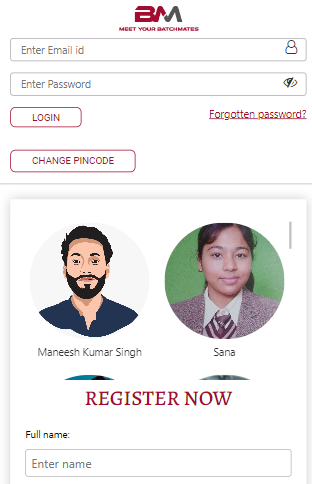 BM
MEET YOUR BATCHMATES
Enter Email id
Enter Password
LOGIN
Forgotten password?
CHANGE PINCODE
Maneesh Kumar Singh
Sana
REGISTER NOW
Full name:
Enter name